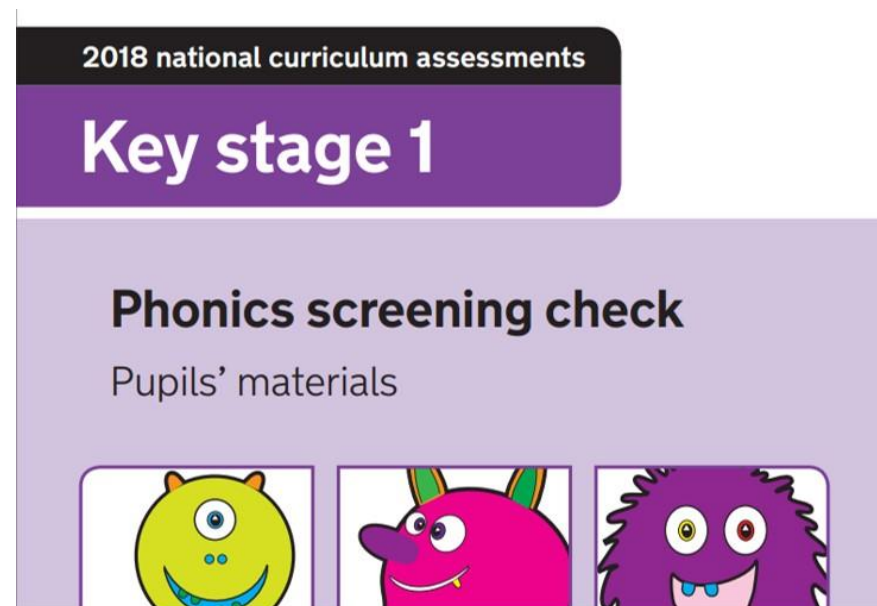 2018 national curriculum assessments
Key stage 1
Phonics screening check
Pupils’ materials